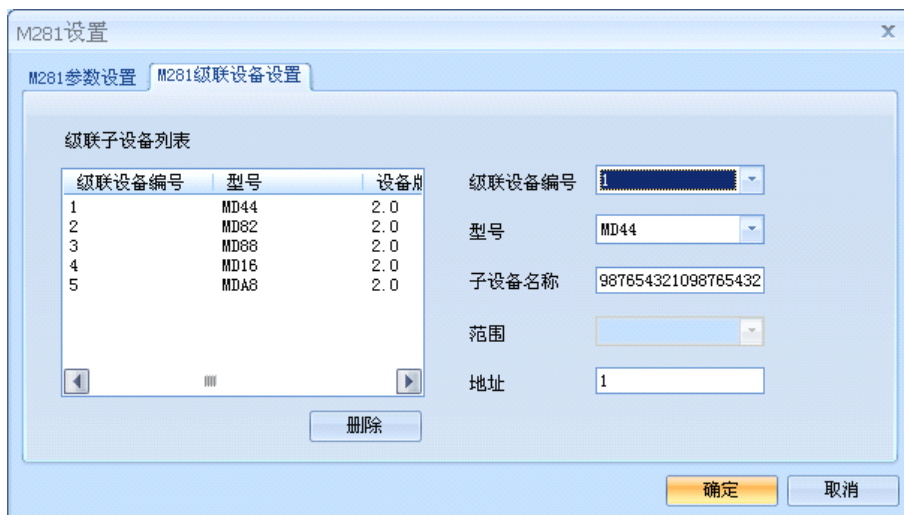 M281设置
M281参数设置 M281级联设备设置
级联子设备列表
级联设备编号 型号 设备
1 MD44 2.0
2 MD82 2.0
3 MD88 2.0
4 MD16 2.0
5 MDA8 2.0
删除
级联设备编号 1
型号 MD44
子设备名称 987654321098765432
范围
地址 1
确定 取消